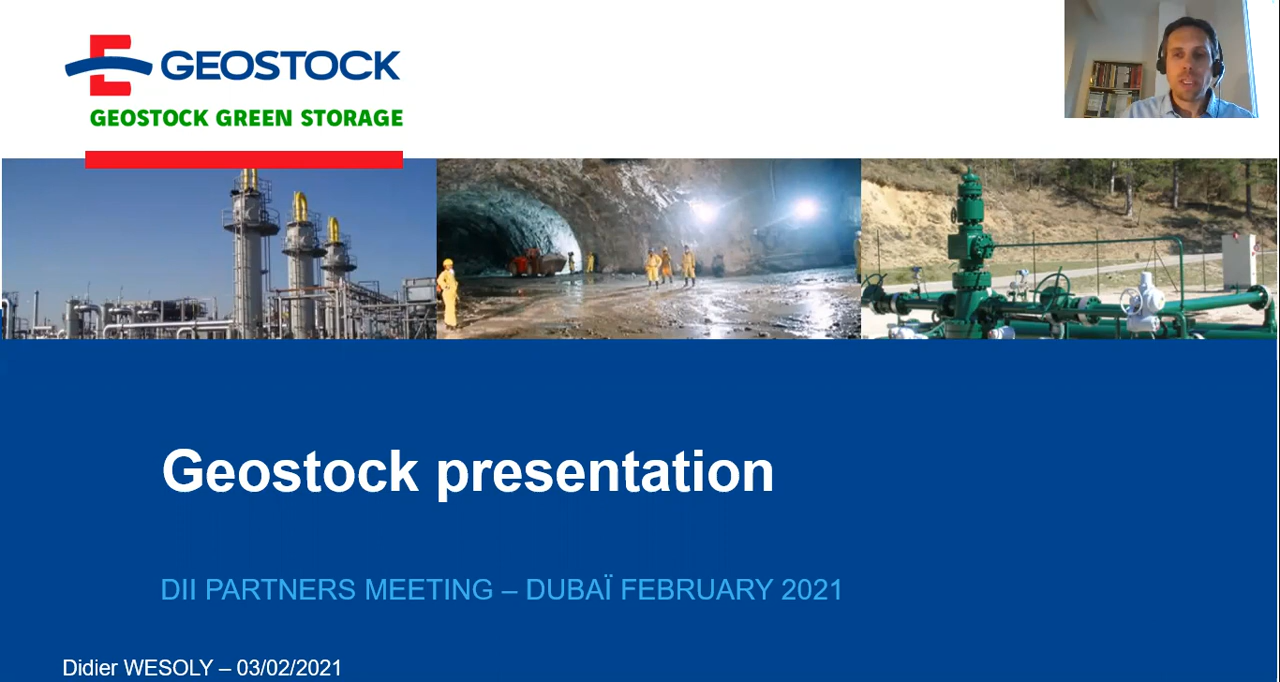 GEOSTOCK
GEOSTOCK GREEN STORAGE
Geostock presentation
DII PARTNERS MEETING – DUBAÏ FEBRUARY 2021
Didier WESOLY – 03/02/2021